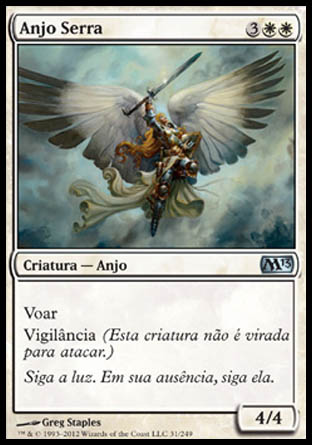 Anjo Serra 3
Criatura — Anjo M13
Voar
Vigilância (Esta criatura não é virada
para atacar.)
Siga a luz. Em sua ausência, siga ela.
Greg Staples
™ & © 1993–2012 Wizards of the Coast LLC 31/249
4/4